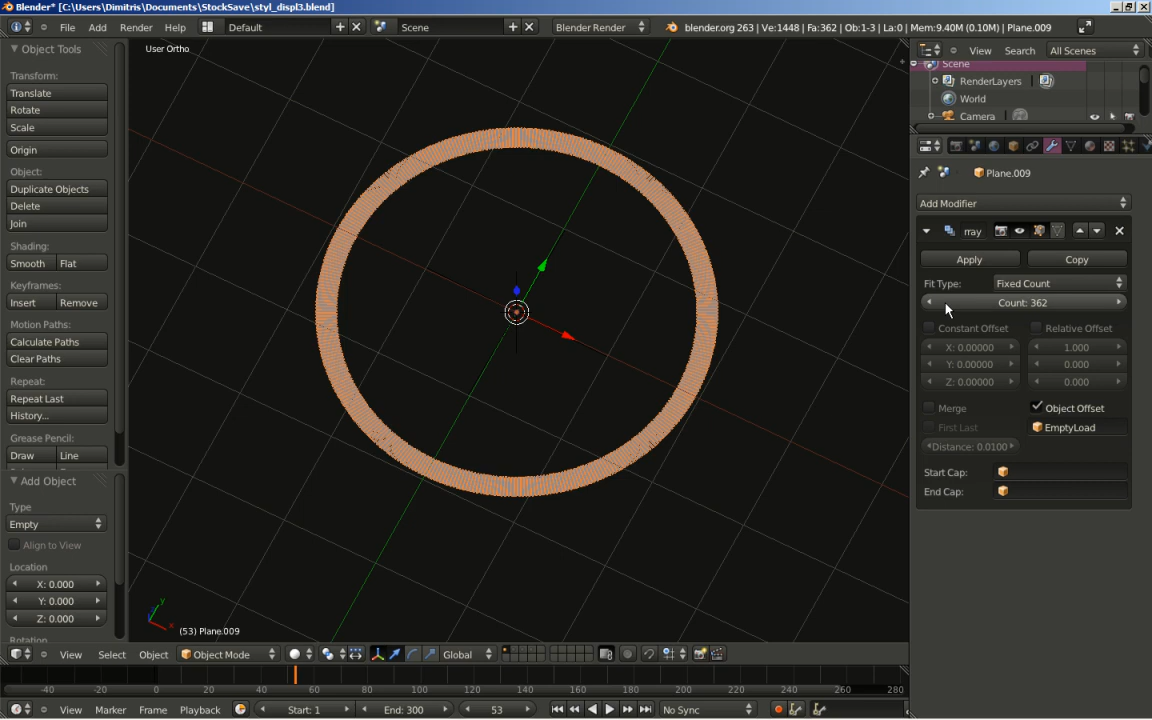 Blender* [C:\Users\Dimitris\Documents\StockSave\styl_displ3.blend]
File Add Render Help Default Scene Blender Render blender.org 263 | Ve:1448 | Fa:362 | Ob:1-3 | La:0 | Mem:9.40M (0.10M) | Plane.009
Object Tools
Transform:
Translate
Rotate
Scale
Origin
Object:
Duplicate Objects
Delete
Join
Shading:
Smooth Flat
Keyframes:
Insert Remove
Motion Paths:
Calculate Paths
Clear Paths
Repeat:
Repeat Last
History...
Grease Pencil:
Draw Line
Add Object
Type
Empty
Align to View
Location
X: 0.000
Y: 0.000
Z: 0.000
Rotation
User Ortho
y
x
(53) Plane.009
View Search All Scenes
Scene
RenderLayers
World
Camera
Plane.009
Add Modifier
rray
Apply Copy
Fit Type: Fixed Count
Count: 362
Constant Offset Relative Offset
X: 0.00000 1.000
Y: 0.00000 0.000
Z: 0.00000 0.000
Merge Object Offset
First Last EmptyLoad
Distance: 0.0100
Start Cap:
End Cap:
View Select Object Object Mode Global
-40 -20 0 20 40 60 80 100 120 140 160 180 200 220 240 260 280
View Marker Frame Playback Start: 1 End: 300 53 No Sync